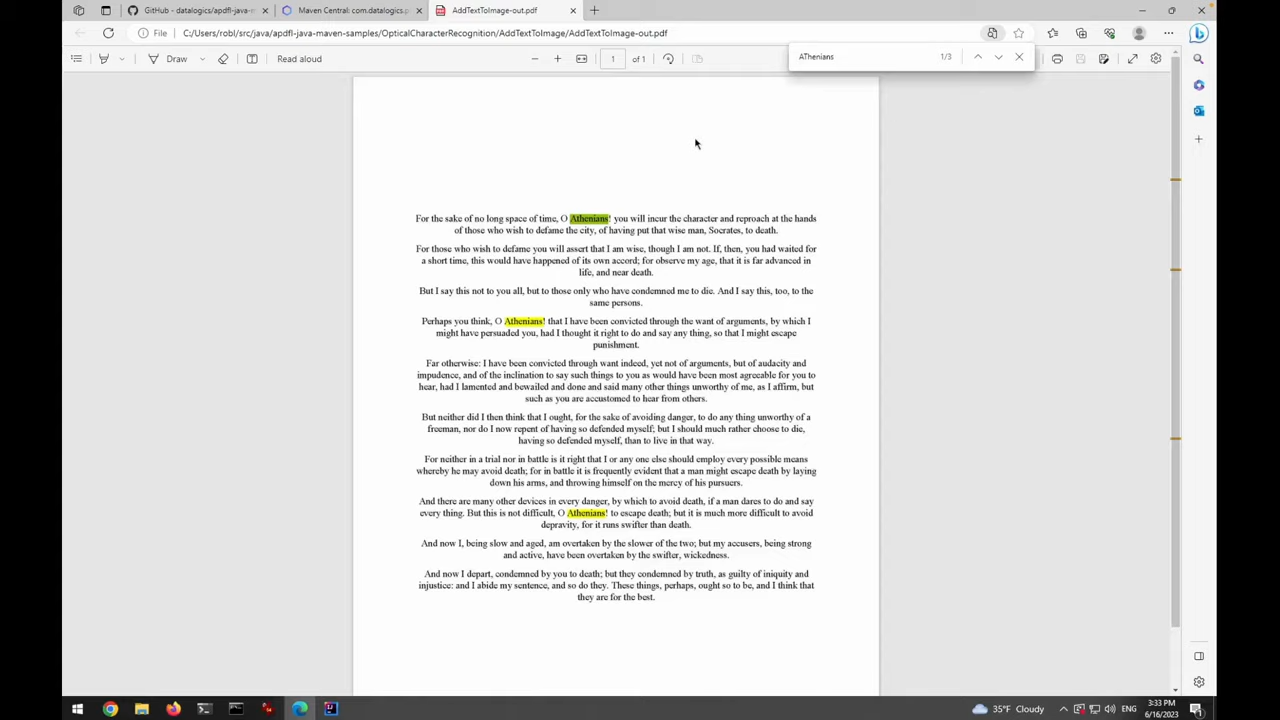 GitHub - datalogics/apdfl-java-m
Maven Central: com.datalogics.p
AddTextToImage-out.pdf
File
C:/Users/robl/src/java/apdfl-java-maven-samples/OpticalCharacterRecognition/AddTextToImage/AddTextToImage-out.pdf
Draw
Read aloud
1 of 1
AThenians
1/3
For the sake of no long space of time, O Athenians! you will incur the character and reproach at the hands
of those who wish to defame the city, of having put that wise man, Socrates, to death.
For those who wish to defame you will assert that I am wise, though I am not. If, then, you had waited for
a short time, this would have happened of its own accord; for observe my age, that it is far advanced in
life, and near death.
But I say this not to you all, but to those only who have condemned me to die. And I say this, too, to the
same persons.
Perhaps you think, O Athenians! that I have been convicted through the want of arguments, by which I
might have persuaded you, had I thought it right to do and say any thing, so that I might escape
punishment.
Far otherwise: I have been convicted through want indeed, yet not of arguments, but of audacity and
impudence, and of the inclination to say such things to you as would have been most agreeable for you to
hear, had I lamented and bewailed and done and said many other things unworthy of me, as I affirm, but
such as you are accustomed to hear from others.
But neither did I then think that I ought, for the sake of avoiding danger, to do any thing unworthy of a
freeman, nor do I now repent of having so defended myself; but I should much rather choose to die,
having so defended myself, than to live in that way.
For neither in a trial nor in battle is it right that I or any one else should employ every possible means
whereby he may avoid death; for in battle it is frequently evident that a man might escape death by laying
down his arms, and throwing himself on the mercy of his pursuers.
And there are many other devices in every danger, by which to avoid death, if a man dares to do and say
every thing. But this is not difficult, O Athenians! to escape death; but it is much more difficult to avoid
depravity, for it runs swifter than death.
And now I, being slow and aged, am overtaken by the slower of the two; but my accusers, being strong
and active, have been overtaken by the swifter, wickedness.
And now I depart, condemned by you to death; but they condemned by truth, as guilty of iniquity and
injustice: and I abide my sentence, and so do they. These things, perhaps, ought so to be, and I think that
they are for the best.
35°F Cloudy
ENG
3:33 PM
6/16/2023